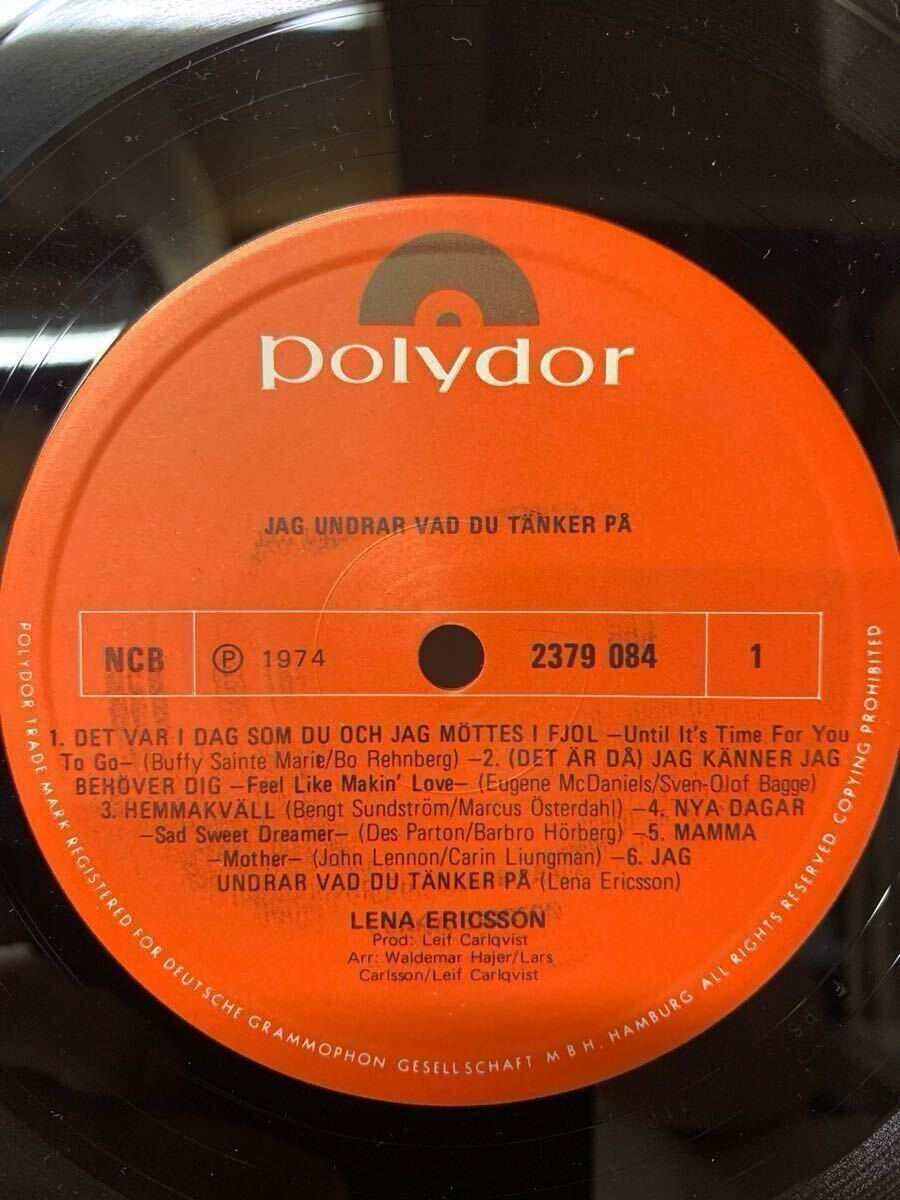 polydor
JAG UNDRAR VAD DU TÄNKER PÅ
NCB ℗ 1974 2379 084 1
1. DET VAR I DAG SOM DU OCH JAG MÖTTES I FJOL –Until It's Time For You
To Go– (Buffy Sainte Marie/Bo Rehnberg) –2. (DET ÄR DÅ) JAG KÄNNER JAG
BEHÖVER DIG –Feel Like Makin' Love– (Eugene McDaniels/Sven-Olof Bagge)
3. HEMMAKVÄLL (Bengt Sundström/Marcus Österdahl) –4. NYA DAGAR
–Sad Sweet Dreamer– (Des Parton/Barbro Hörberg) –5. MAMMA
–Mother– (John Lennon/Carin Liungman) –6. JAG
UNDRAR VAD DU TÄNKER PÅ (Lena Ericsson)
LENA ERICSSON
Prod: Leif Carlqvist
Arr: Waldemar Hajer/Lars
Carlsson/Leif Carlqvist
POLYDOR TRADE MARK REGISTERED FOR DEUTSCHE GRAMMOPHON GESELLSCHAFT M B H, HAMBURG ALL RIGHTS RESERVED COPYING PROHIBITED